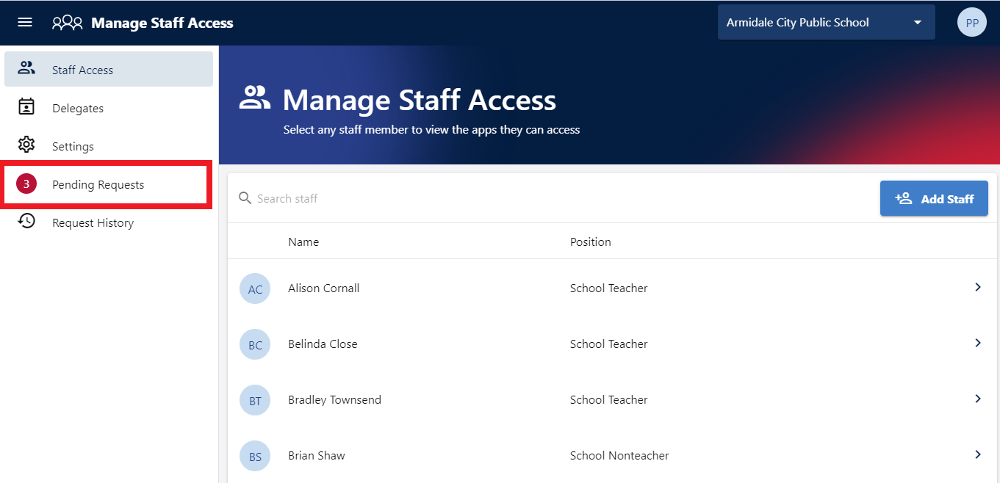 Manage Staff Access
Armidale City Public School
PP
Staff Access
Delegates
Settings
3 Pending Requests
Request History
Manage Staff Access
Select any staff member to view the apps they can access
Search staff
Add Staff
Name Position
AC Alison Cornall School Teacher
BC Belinda Close School Teacher
BT Bradley Townsend School Teacher
BS Brian Shaw School Nonteacher